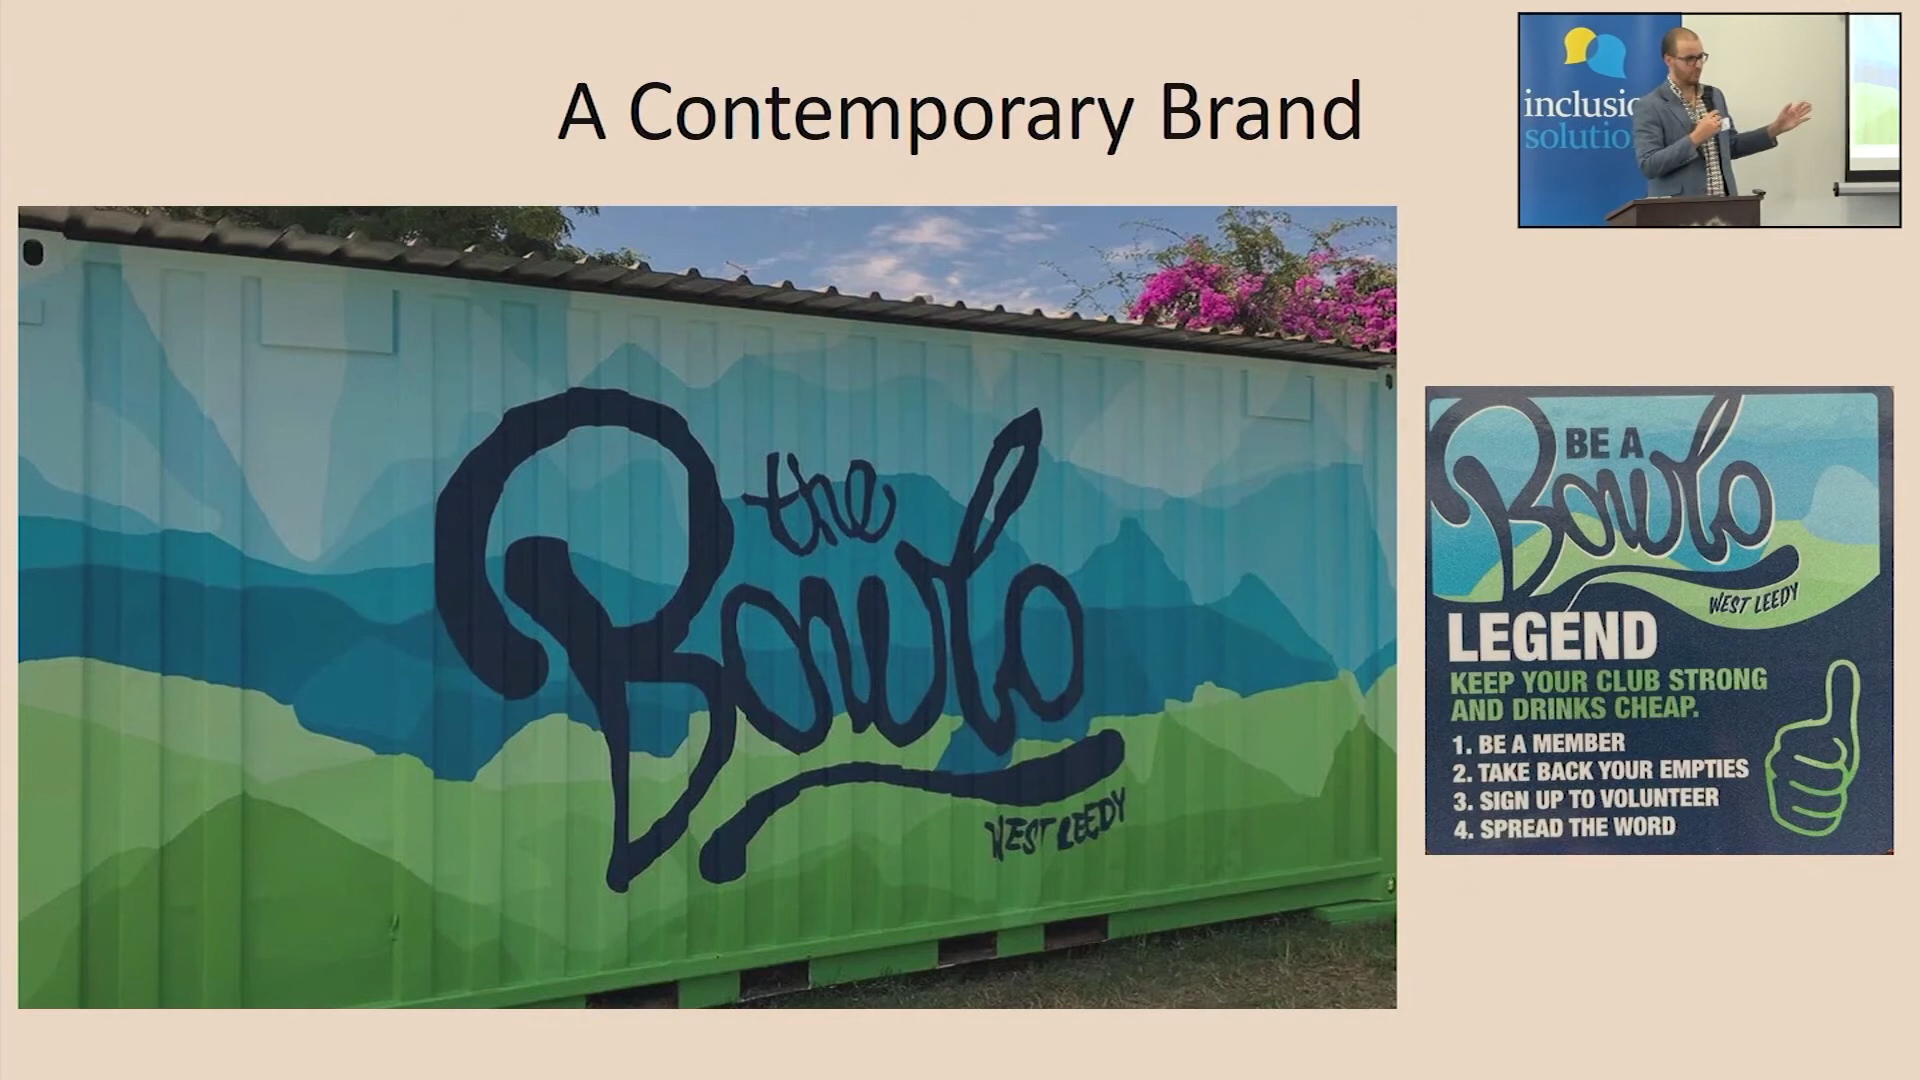 A Contemporary Brand
inclusio
solutio
the
Bowlo
WEST LEEDY
BE A
Bowlo
WEST LEEDY
LEGEND
KEEP YOUR CLUB STRONG
AND DRINKS CHEAP.
1. BE A MEMBER
2. TAKE BACK YOUR EMPTIES
3. SIGN UP TO VOLUNTEER
4. SPREAD THE WORD